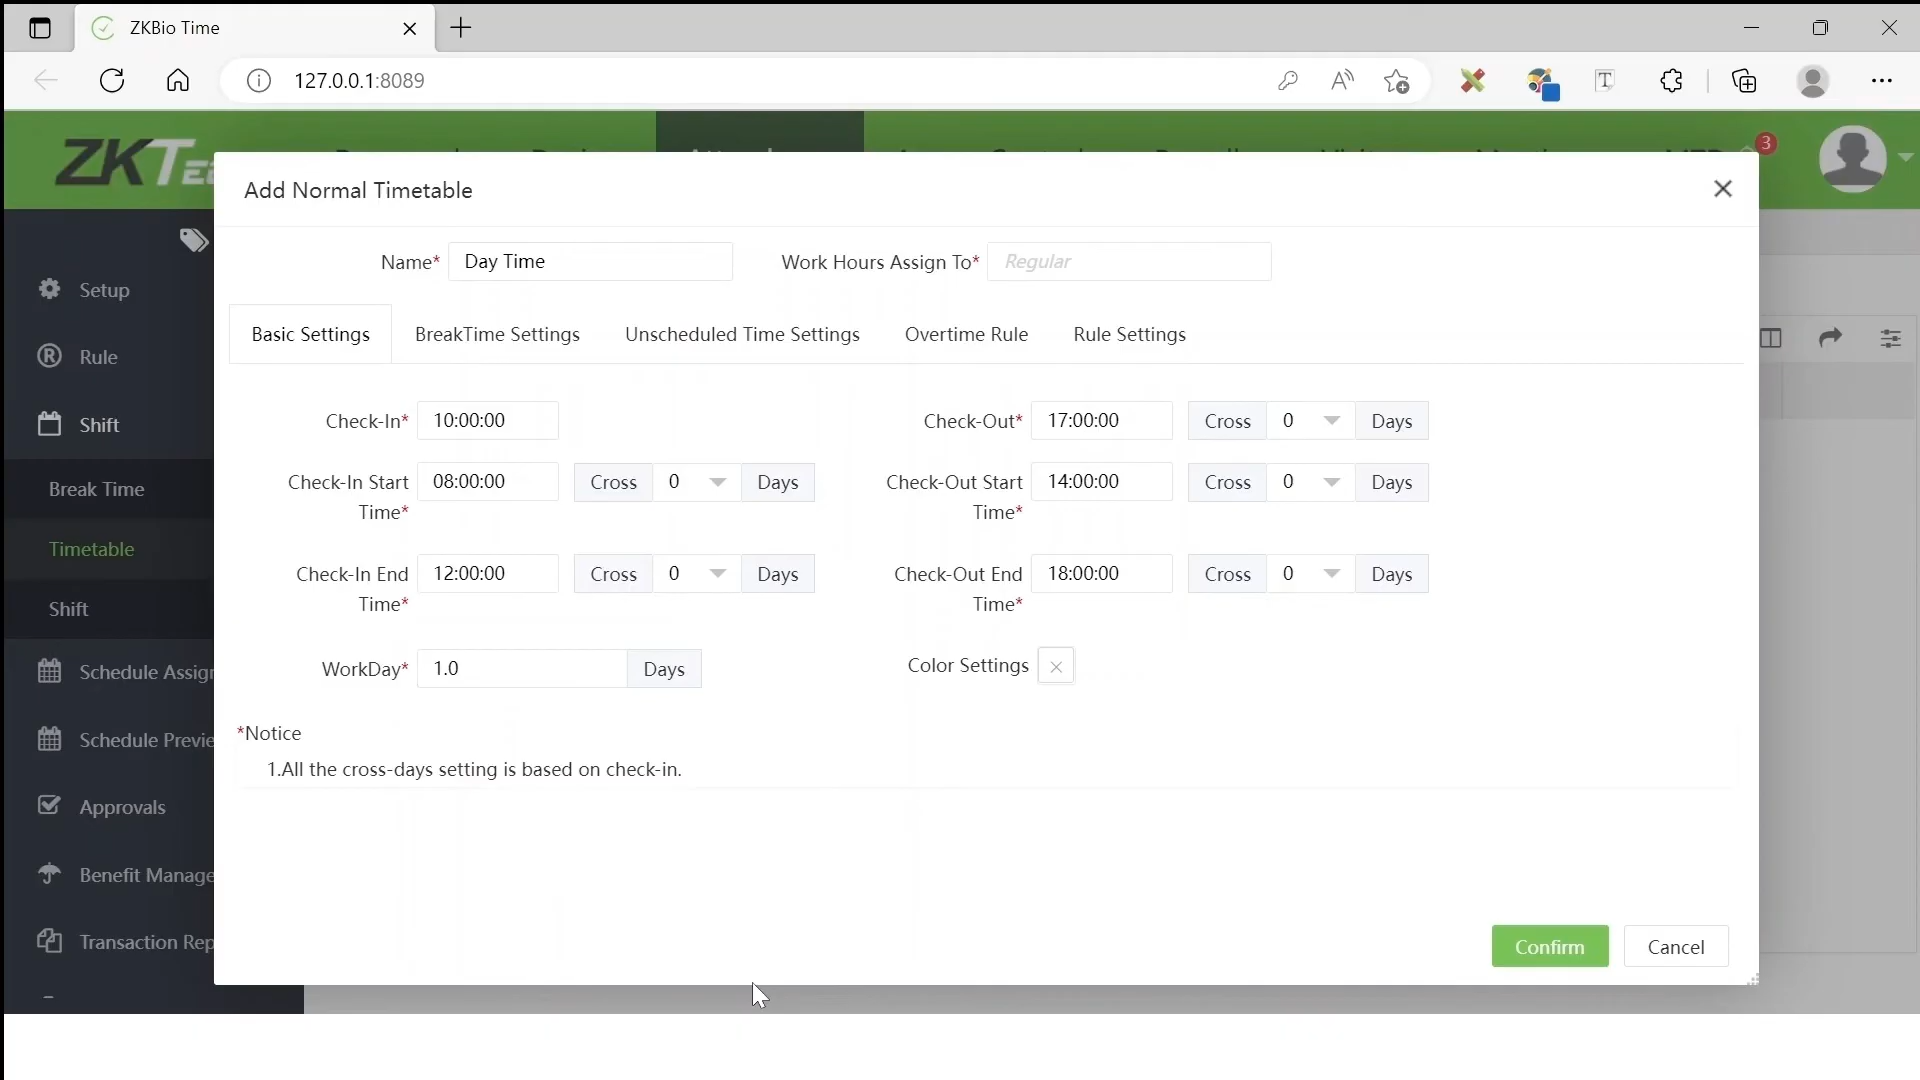 ZKBio Time
127.0.0.1:8089
ZKTe
3
Add Normal Timetable
Name* Day Time Work Hours Assign To* Regular
Basic Settings BreakTime Settings Unscheduled Time Settings Overtime Rule Rule Settings
Check-In* 10:00:00 Check-Out* 17:00:00 Cross 0 Days
Check-In Start 08:00:00 Cross 0 Days Check-Out Start 14:00:00 Cross 0 Days
Time* Time*
Check-In End 12:00:00 Cross 0 Days Check-Out End 18:00:00 Cross 0 Days
Time* Time*
WorkDay* 1.0 Days Color Settings
*Notice
1.All the cross-days setting is based on check-in.
Confirm Cancel
Setup
Rule
Shift
Break Time
Timetable
Shift
Schedule Assign
Schedule Previe
Approvals
Benefit Manage
Transaction Rep